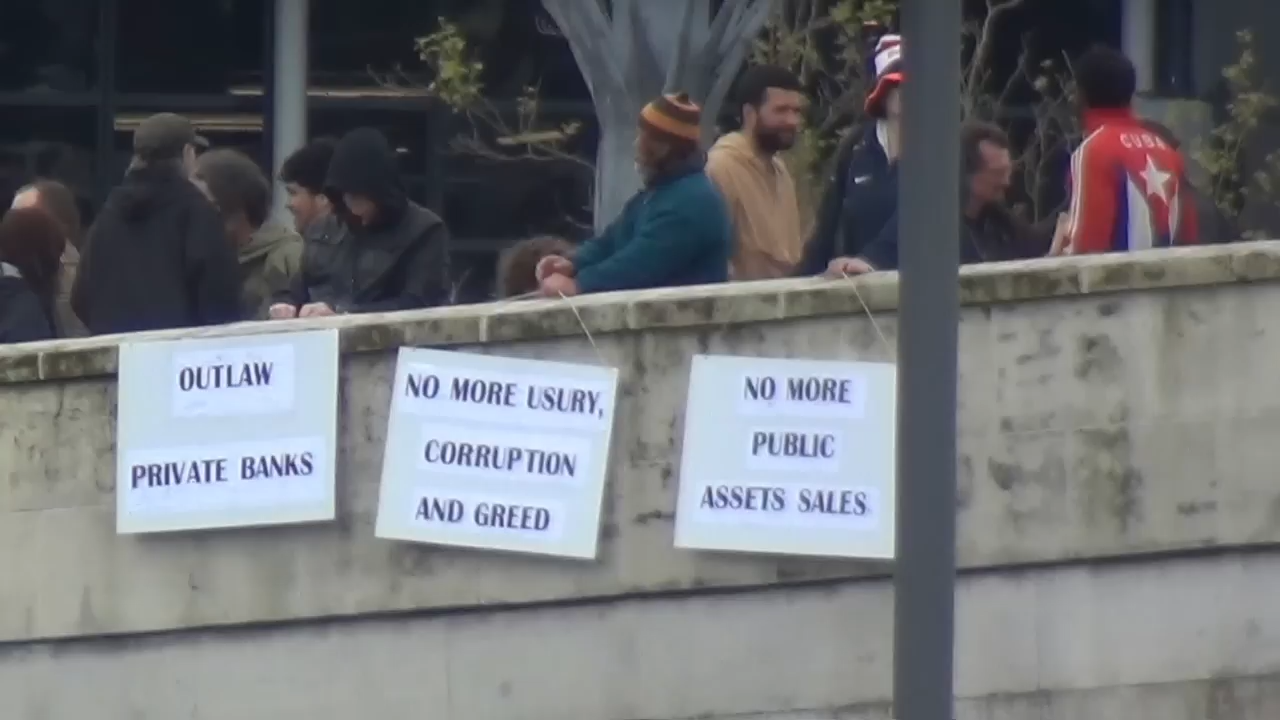 CUBA
OUTLAW
PRIVATE BANKS
NO MORE USURY,
CORRUPTION
AND GREED
NO MORE
PUBLIC
ASSETS SALES